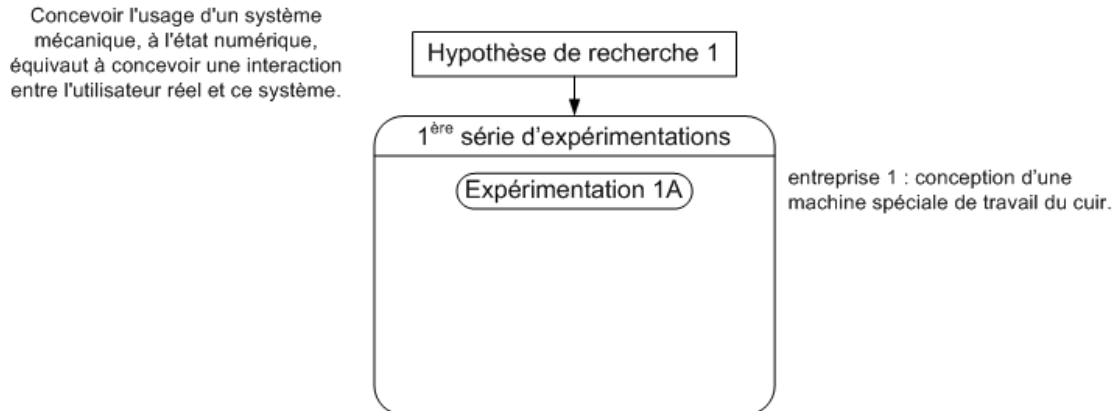 Concevoir l'usage d'un système
mécanique, à l'état numérique,
équivaut à concevoir une interaction
entre l'utilisateur réel et ce système.
Hypothèse de recherche 1
1ère série d’expérimentations
Expérimentation 1A
entreprise 1 : conception d’une
machine spéciale de travail du cuir.